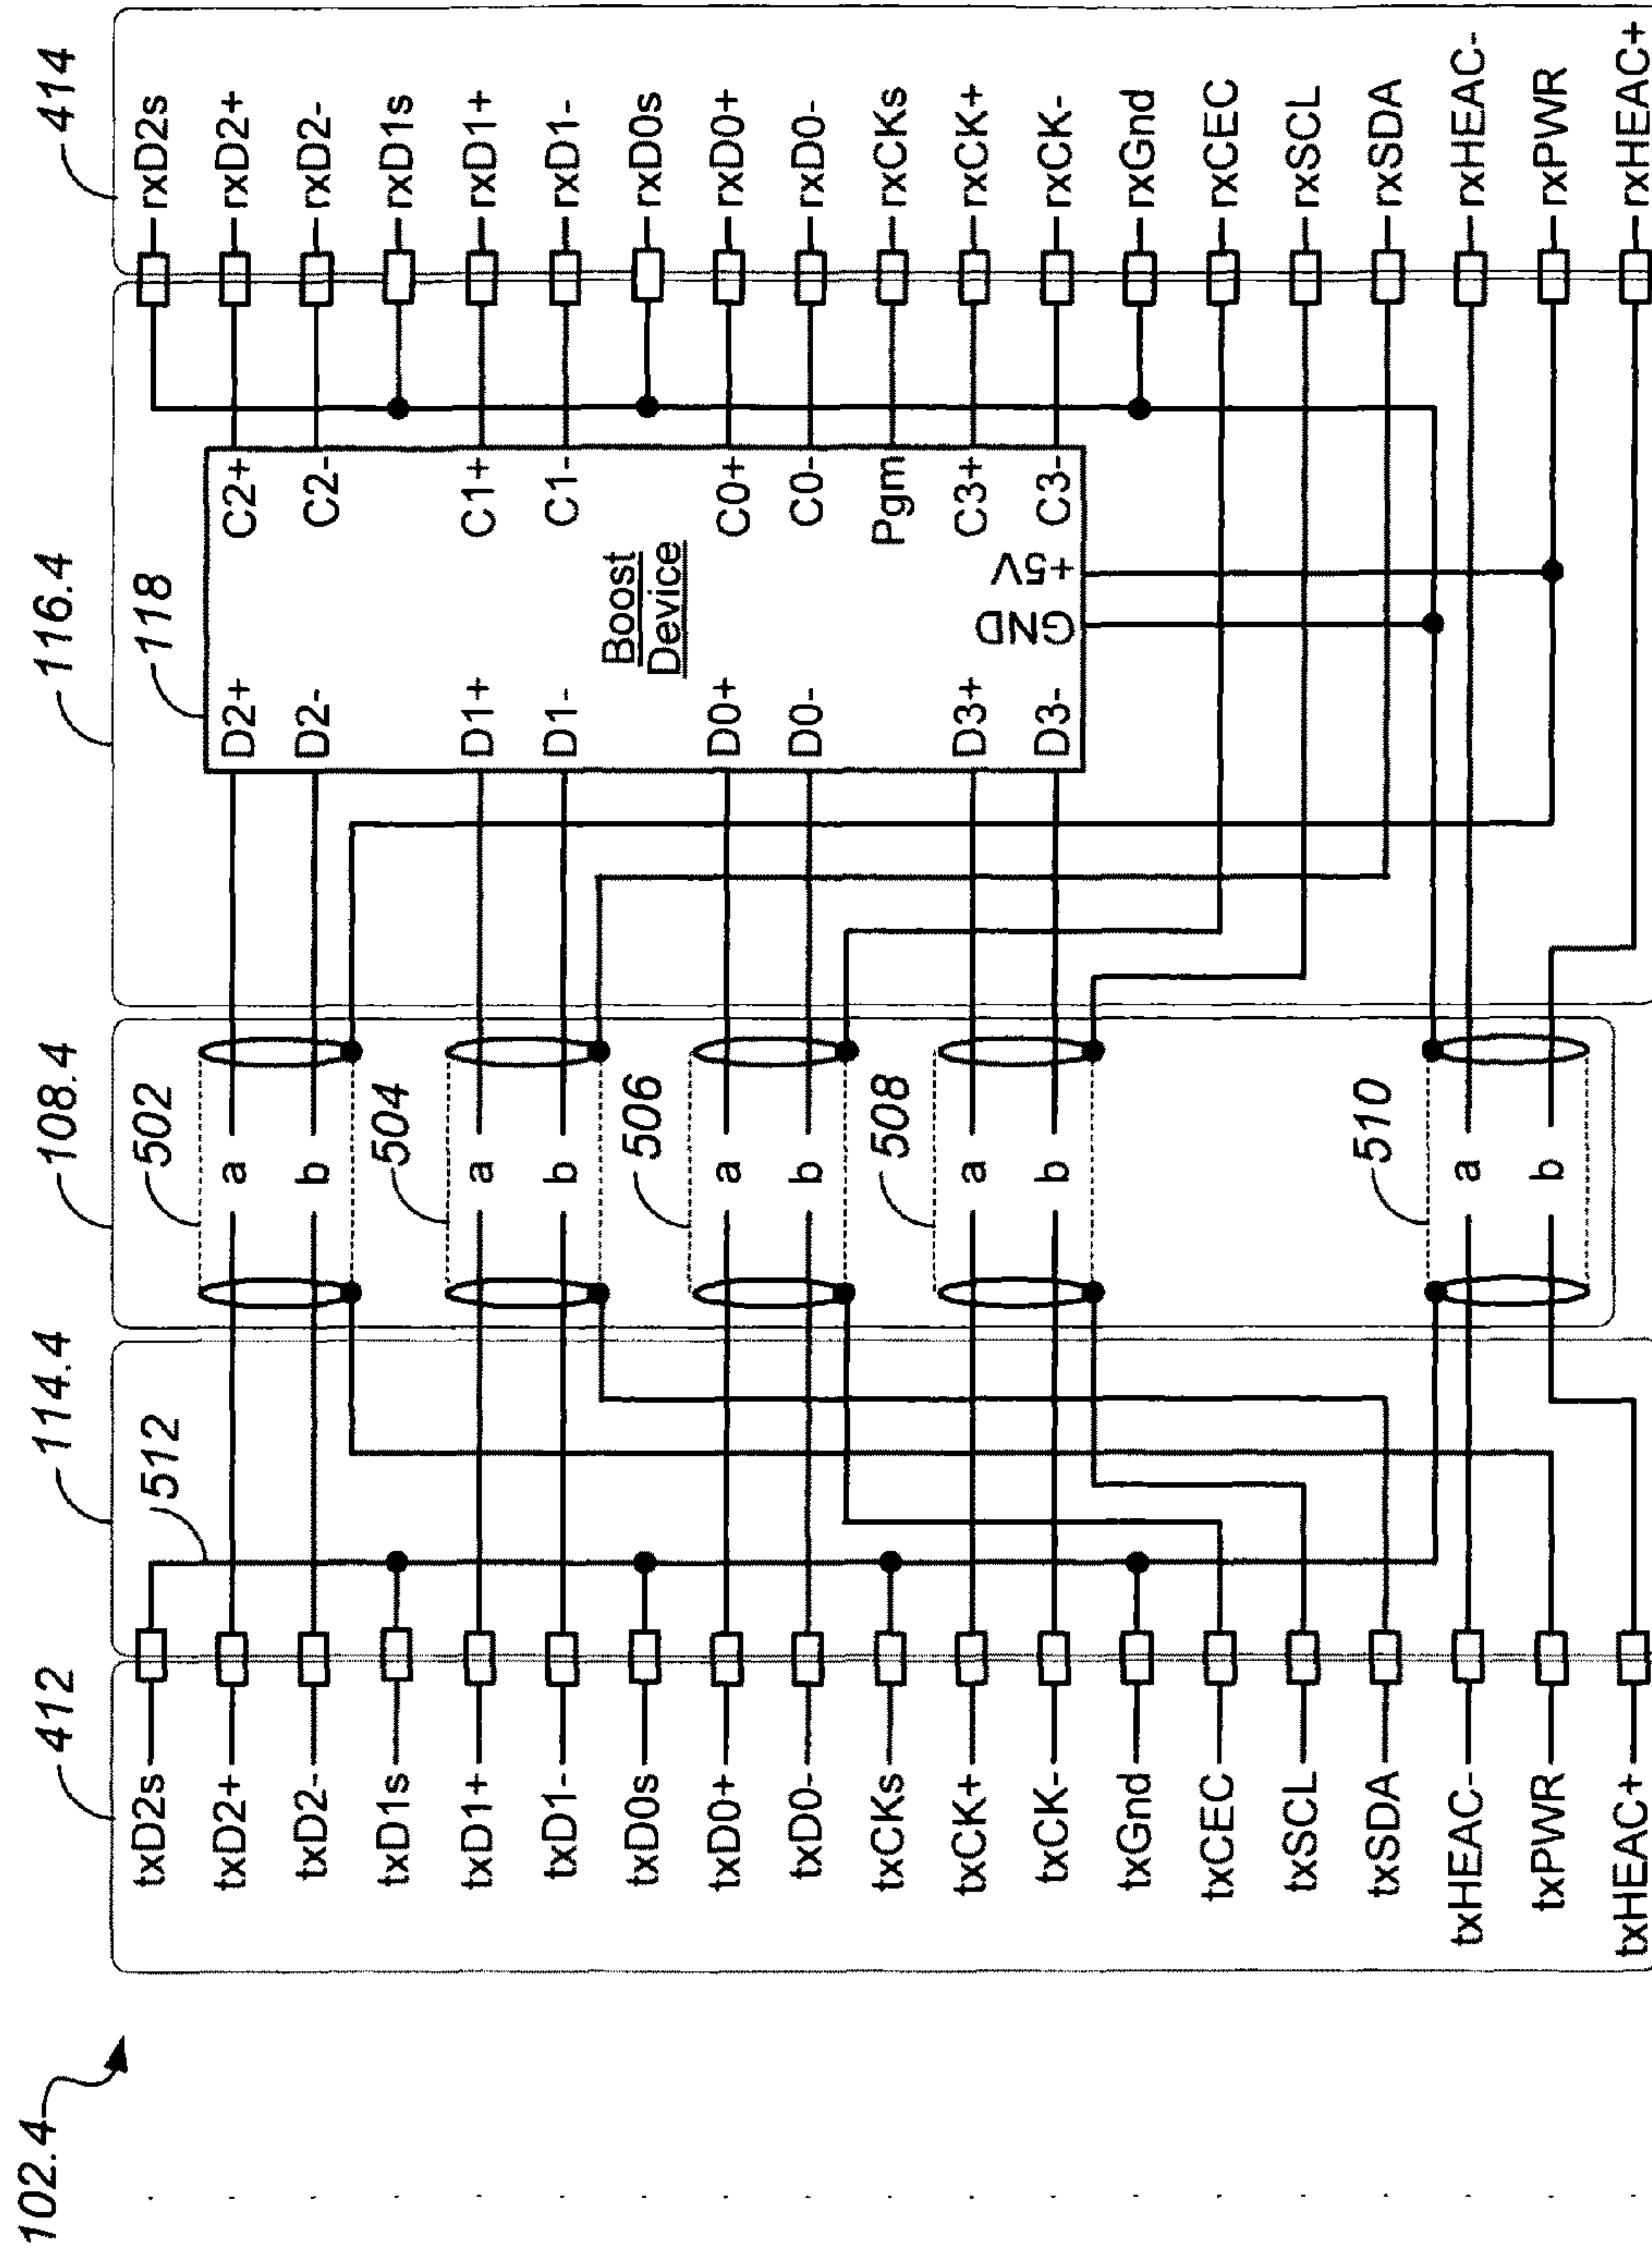 102.4
412
114.4
108.4
116.4
414
512
502
504
506
508
510
118
txD2s
txD2+
txD2-
txD1s
txD1+
txD1-
txD0s
txD0+
txD0-
txCKs
txCK+
txCK-
txGnd
txCEC
txSCL
txSDA
txHEAC-
txPWR
txHEAC+
a
b
a
b
a
b
a
b
a
b
D2+
D2-
D1+
D1-
D0+
D0-
D3+
D3-
Boost
Device
GND
+5V
C2+
C2-
C1+
C1-
C0+
C0-
Pgm
C3+
C3-
rxD2s
rxD2+
rxD2-
rxD1s
rxD1+
rxD1-
rxD0s
rxD0+
rxD0-
rxCKs
rxCK+
rxCK-
rxGnd
rxCEC
rxSCL
rxSDA
rxHEAC-
rxPWR
rxHEAC+